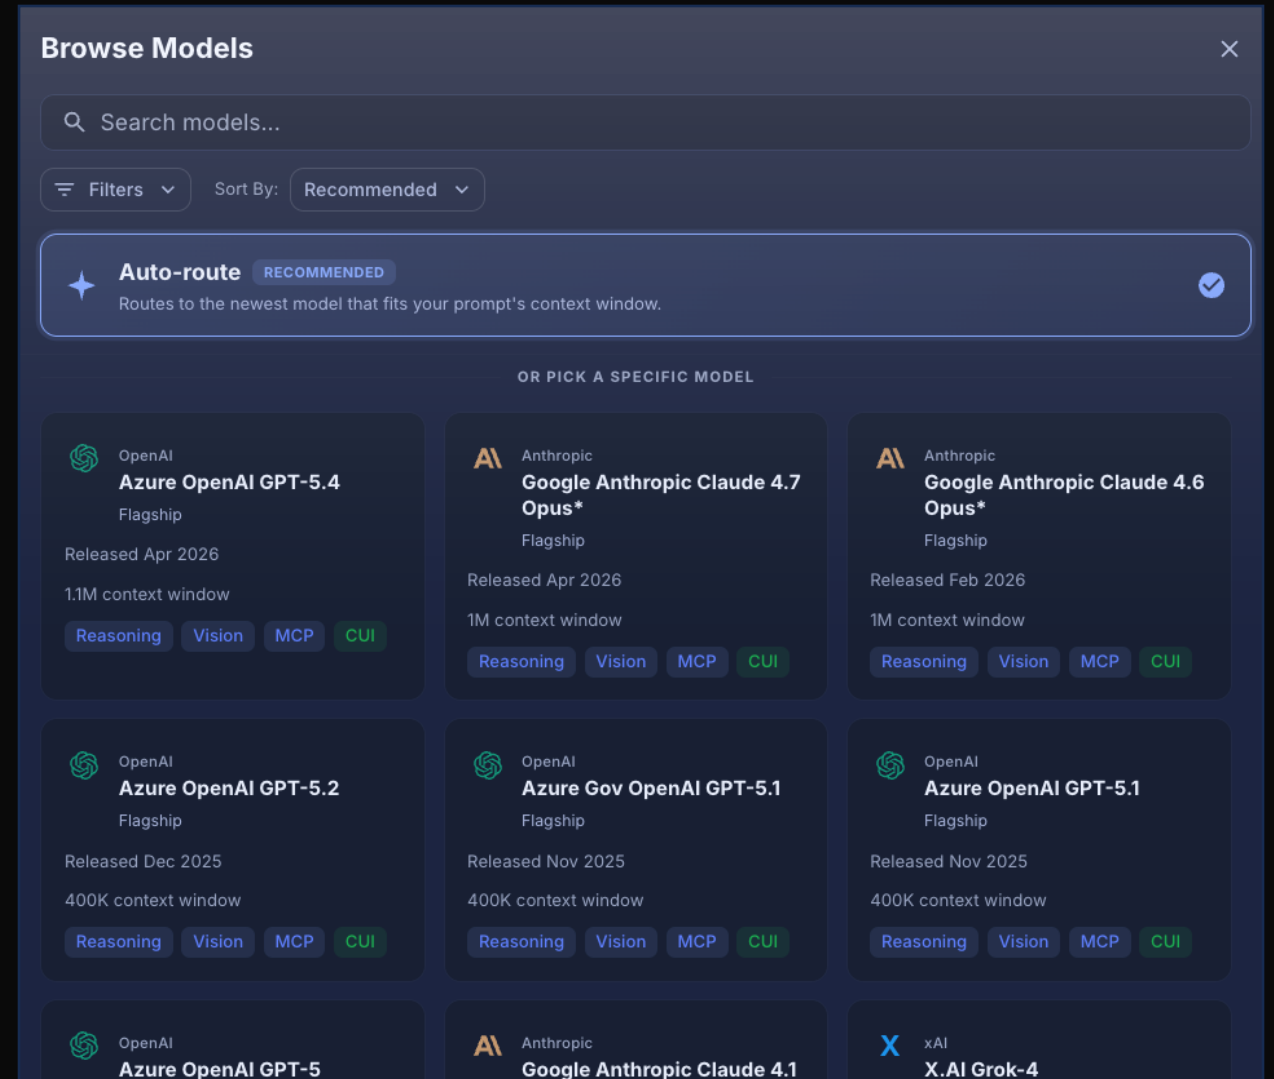 Browse Models
Search models...
Filters
Sort By:
Recommended
Auto-route
RECOMMENDED
Routes to the newest model that fits your prompt's context window.
OR PICK A SPECIFIC MODEL
OpenAI
Azure OpenAI GPT-5.4
Flagship
Released Apr 2026
1.1M context window
Reasoning
Vision
MCP
CUI
Anthropic
Google Anthropic Claude 4.7
Opus*
Flagship
Released Apr 2026
1M context window
Reasoning
Vision
MCP
CUI
Anthropic
Google Anthropic Claude 4.6
Opus*
Flagship
Released Feb 2026
1M context window
Reasoning
Vision
MCP
CUI
OpenAI
Azure OpenAI GPT-5.2
Flagship
Released Dec 2025
400K context window
Reasoning
Vision
MCP
CUI
OpenAI
Azure Gov OpenAI GPT-5.1
Flagship
Released Nov 2025
400K context window
Reasoning
Vision
MCP
CUI
OpenAI
Azure OpenAI GPT-5.1
Flagship
Released Nov 2025
400K context window
Reasoning
Vision
MCP
CUI
OpenAI
Azure OpenAI GPT-5
Anthropic
Google Anthropic Claude 4.1
xAI
X.AI Grok-4